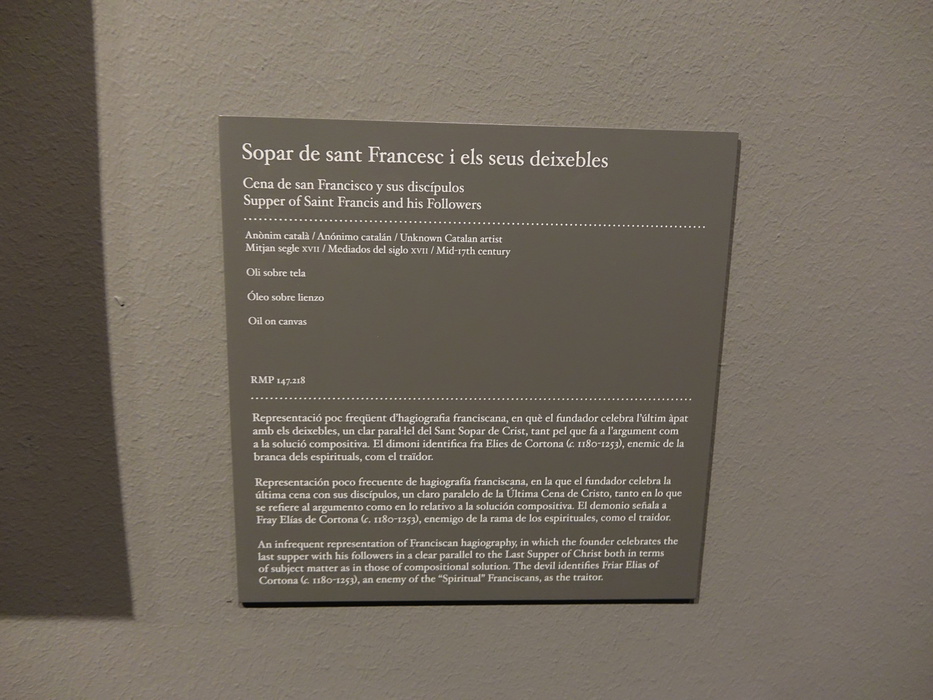 Sopar de sant Francesc i els seus deixebles
Cena de san Francisco y sus discípulos
Supper of Saint Francis and his Followers
Anònim català / Anónimo catalán / Unknown Catalan artist
Mitjan segle XVII / Mediados del siglo XVII / Mid-17th century
Oli sobre tela
Óleo sobre lienzo
Oil on canvas
RMP 147.218
Representació poc freqüent d'hagiografia franciscana, en què el fundador celebra l'últim àpat
amb els deixebles, un clar paral·lel del Sant Sopar de Crist, tant pel que fa a l'argument com
a la solució compositiva. El dimoni identifica fra Elies de Cortona (c. 1180-1253), enemic de la
branca dels espirituals, com el traïdor.
Representación poco frecuente de hagiografía franciscana, en la que el fundador celebra la
última cena con sus discípulos, un claro paralelo de la Última Cena de Cristo, tanto en lo que
se refiere al argumento como en lo relativo a la solución compositiva. El demonio señala a
Fray Elías de Cortona (c. 1180-1253), enemigo de la rama de los espirituales, como el traidor.
An infrequent representation of Franciscan hagiography, in which the founder celebrates the
last supper with his followers in a clear parallel to the Last Supper of Christ both in terms
of subject matter as in those of compositional solution. The devil identifies Friar Elias of
Cortona (c. 1180-1253), an enemy of the "Spiritual" Franciscans, as the traitor.